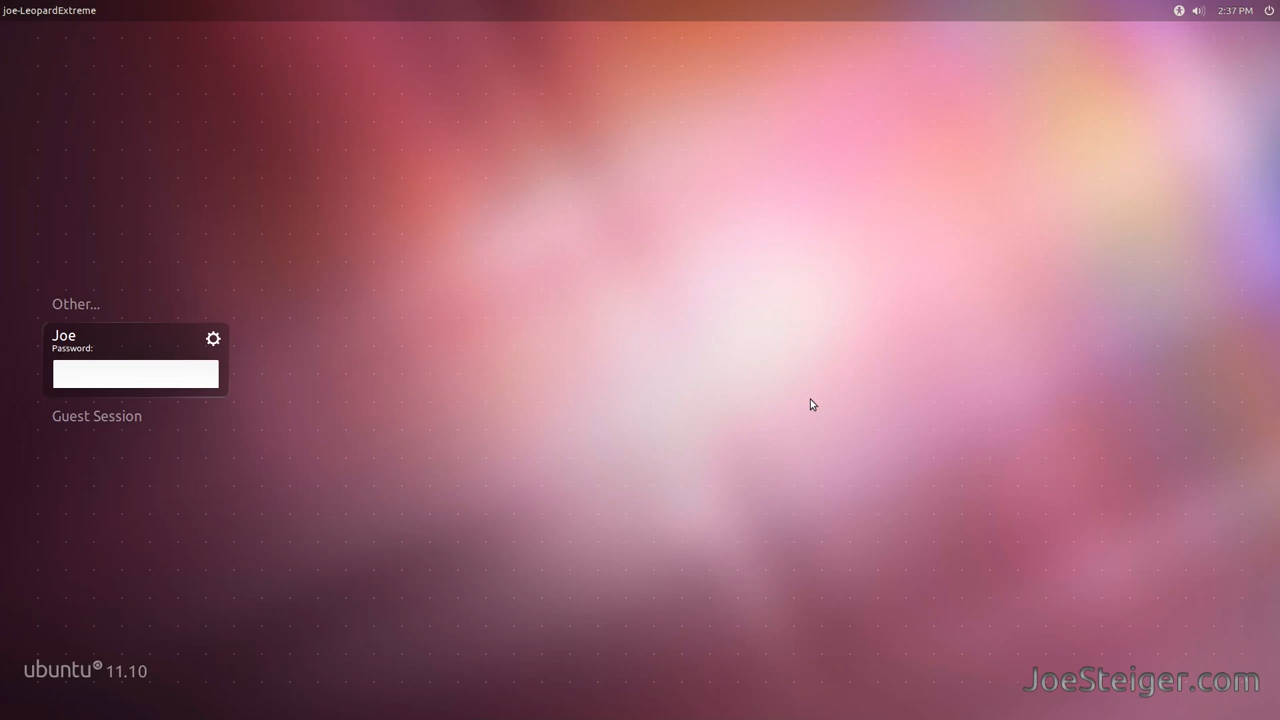 joe-LeopardExtreme
2:37 PM
Other...
Joe
Password:
Guest Session
ubuntu® 11.10
JoeSteiger.com